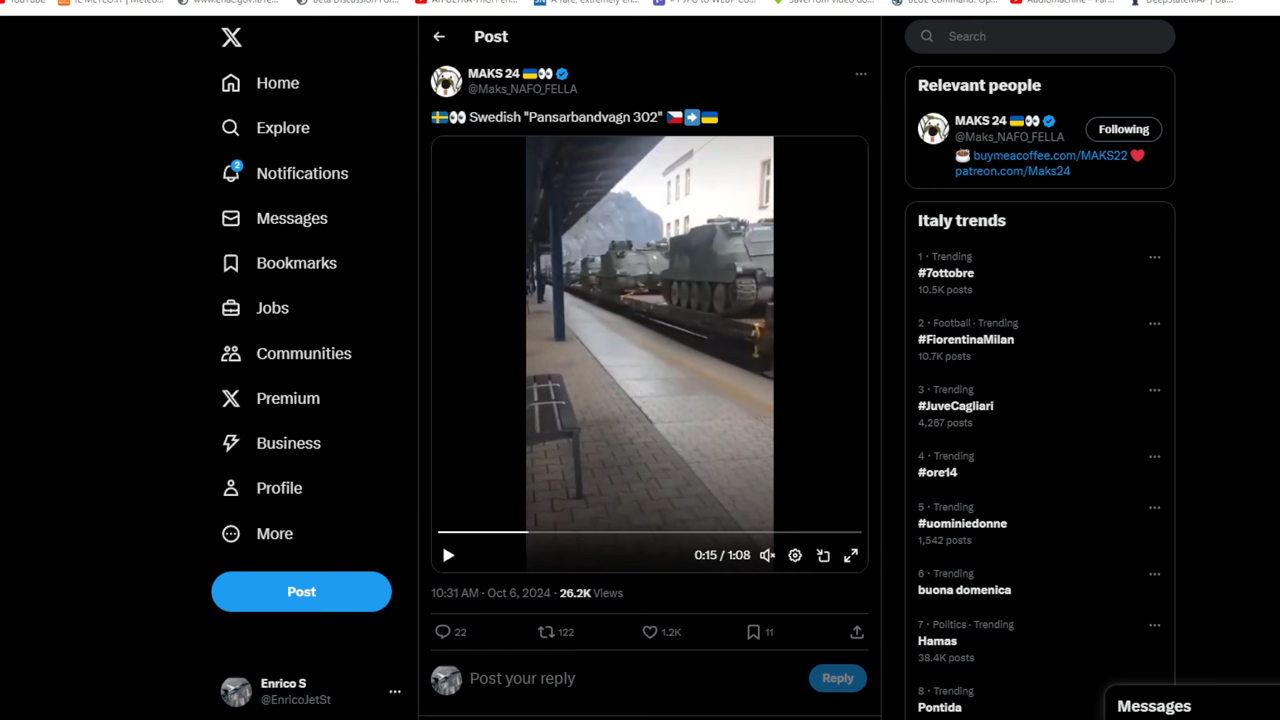 Post
Search
Home
Explore
2
Notifications
Messages
Bookmarks
Jobs
Communities
Premium
Business
Profile
More
Post
Enrico S
@EnricoJetSt
MAKS 24
@Maks_NAFO_FELLA
Swedish "Pansarbandvagn 302"
0:15 / 1:08
10:31 AM · Oct 6, 2024 · 26.2K Views
22 122 1.2K 11
Post your reply
Reply
Relevant people
MAKS 24
@Maks_NAFO_FELLA
Following
buymeacoffee.com/MAKS22
patreon.com/Maks24
Italy trends
1 · Trending
#7ottobre
10.5K posts
2 · Football · Trending
#FiorentinaMilan
10.7K posts
3 · Trending
#JuveCagliari
4,267 posts
4 · Trending
#ore14
5 · Trending
#uominiedonne
1,542 posts
6 · Trending
buona domenica
7 · Politics · Trending
Hamas
38.4K posts
8 · Trending
Pontida
Messages